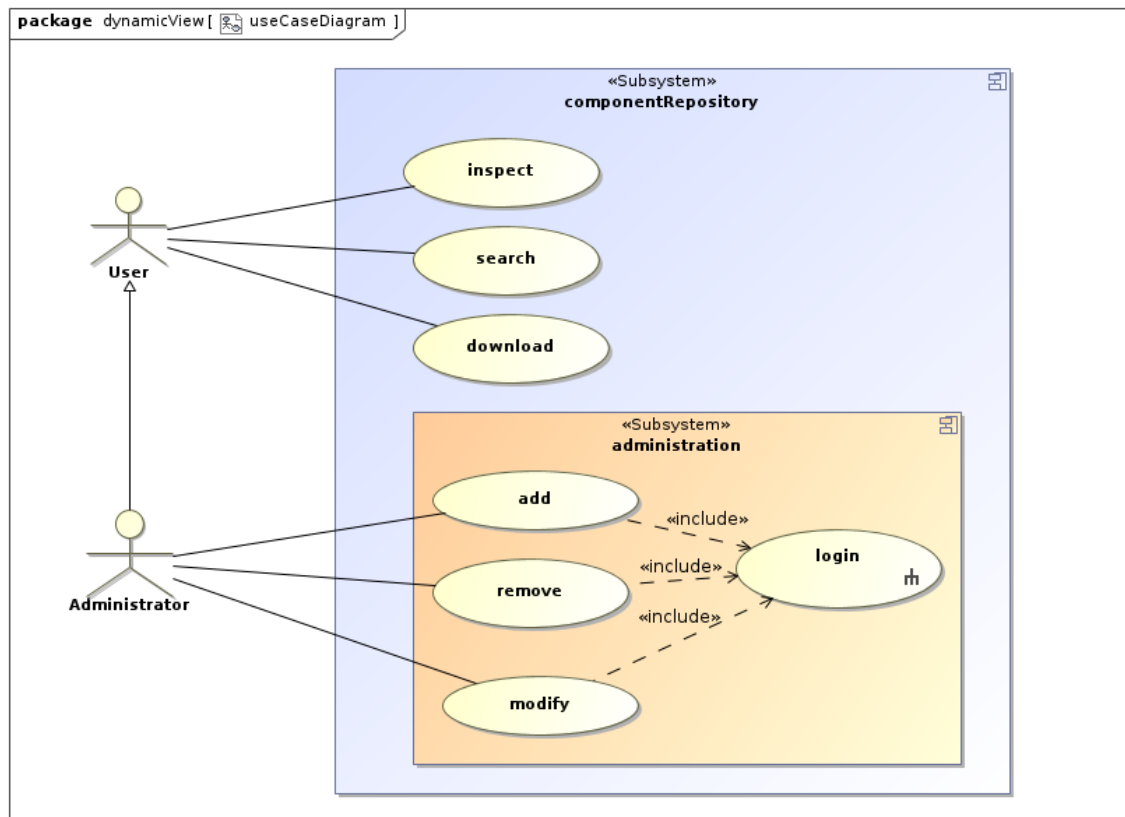 package dynamicView[ useCaseDiagram ]
«Subsystem»
componentRepository
inspect
search
User
download
«Subsystem»
administration
add
«include»
login
«include»
remove
Administrator
«include»
modify